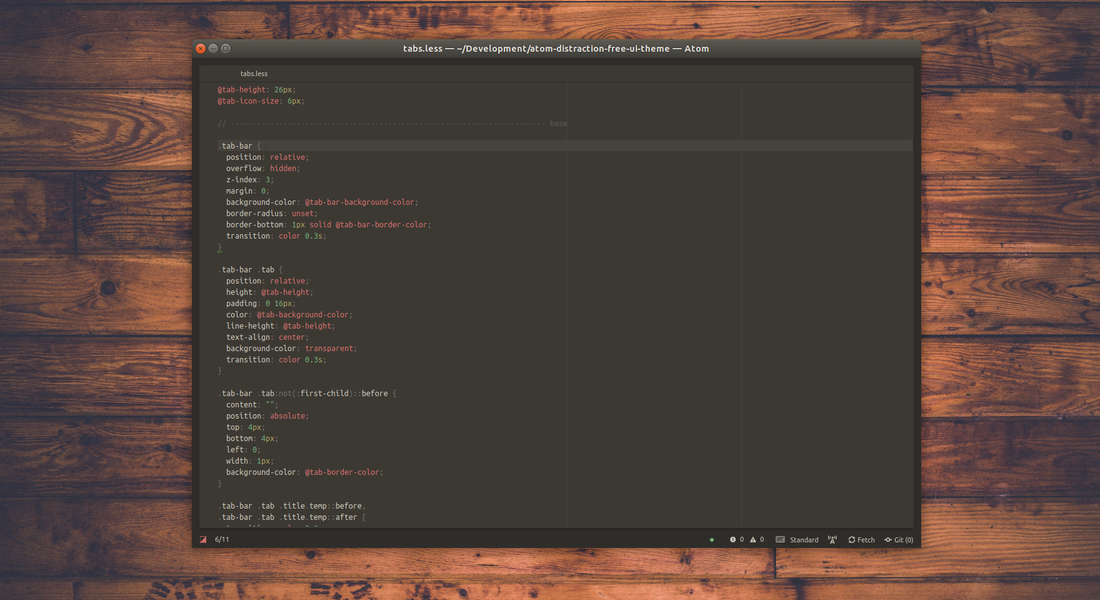 tabs.less — ~/Development/atom-distraction-free-ui-theme — Atom
tabs.less
@tab-height: 26px;
@tab-icon-size: 6px;
// ------------------------------------------------------------------------ base
.tab-bar {
position: relative;
overflow: hidden;
z-index: 3;
margin: 0;
background-color: @tab-bar-background-color;
border-radius: unset;
border-bottom: 1px solid @tab-bar-border-color;
transition: color 0.3s;
}
.tab-bar .tab {
position: relative;
height: @tab-height;
padding: 0 16px;
color: @tab-background-color;
line-height: @tab-height;
text-align: center;
background-color: transparent;
transition: color 0.3s;
}
.tab-bar .tab:not(:first-child)::before {
content: "";
position: absolute;
top: 4px;
bottom: 4px;
left: 0;
width: 1px;
background-color: @tab-border-color;
}
.tab-bar .tab .title.temp::before,
.tab-bar .tab .title.temp::after {
6/11 0 0 Standard Fetch Git (0)